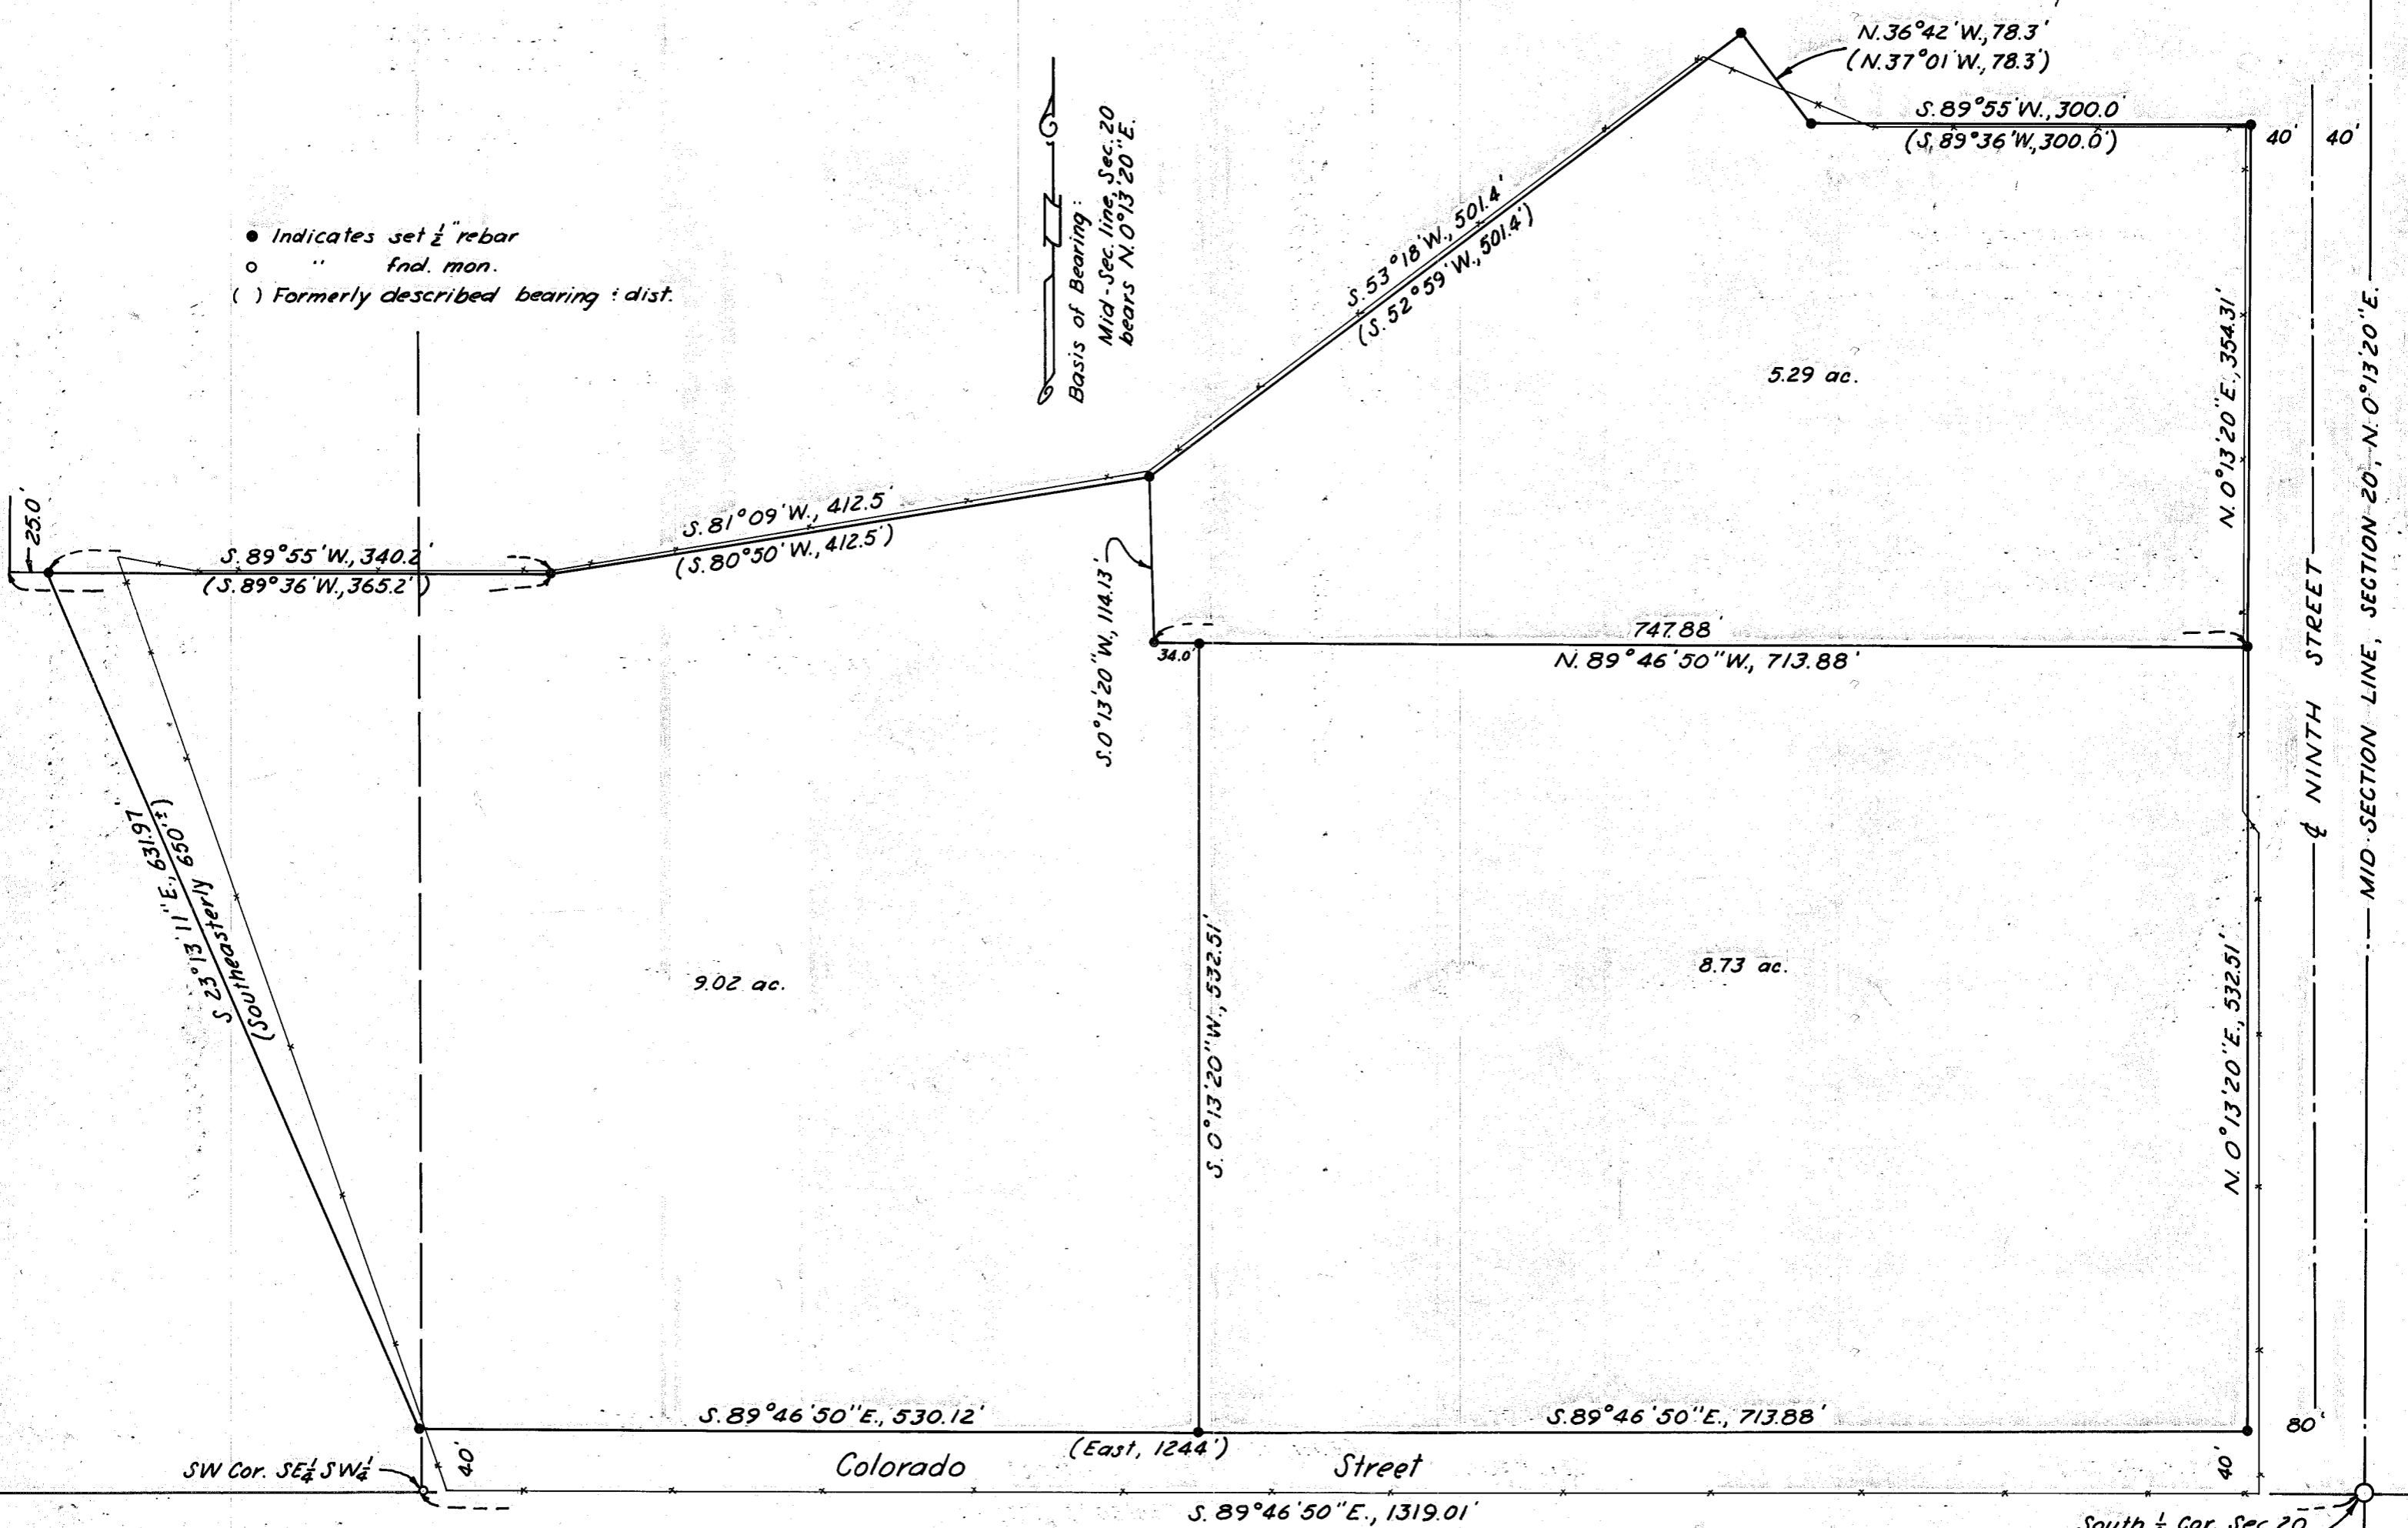 N.36°42'W.,78.3'
(N.37°01'W.,78.3')
S.89°55'W.,300.0'
(S.89°36'W.,300.0')
40' 40'
● Indicates set ½" rebar
○ " fnd. mon.
( ) Formerly described bearing & dist.
Basis of Bearing:
Mid-Sec. line, Sec. 20
bears N.0°13'20"E.
S.53°18'W., 501.4'
(S.52°59'W., 501.4')
5.29 ac.
N.0°13'20"E., 354.31'
25.0'
S.89°55'W., 340.2'
(S.89°36'W.,365.2')
S.81°09'W., 412.5'
(S.80°50'W., 412.5')
S.0°13'20"W., 114.13'
34.0'
747.88'
N.89°46'50"W., 713.88'
℄ NINTH STREET
MID-SECTION LINE, SECTION 20, N.0°13'20"E.
S 23°13'11"E., 631.97'
(Southeasterly 650'±)
9.02 ac.
S.0°13'20"W., 532.51'
8.73 ac.
N.0°13'20"E., 532.51'
S.89°46'50"E., 530.12'
S.89°46'50"E., 713.88'
80'
(East, 1244')
SW Cor. SE¼ SW¼
40'
Colorado Street
40'
S.89°46'50"E., 1319.01'
South ¼ Cor. Sec 20